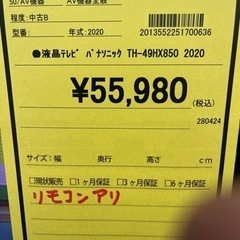 50/AV機器 AV機器全般
程度:中古B
型番: 年式:2020 2013552251700636
●液晶テレビ パナソニック TH-49HX850 2020
¥55,980
(税込)
280424
サイズ:幅 奥行 高さ cm
□現状販売 □1ヶ月保証 □3ヶ月保証 □6ヶ月保証
リモコンアリ